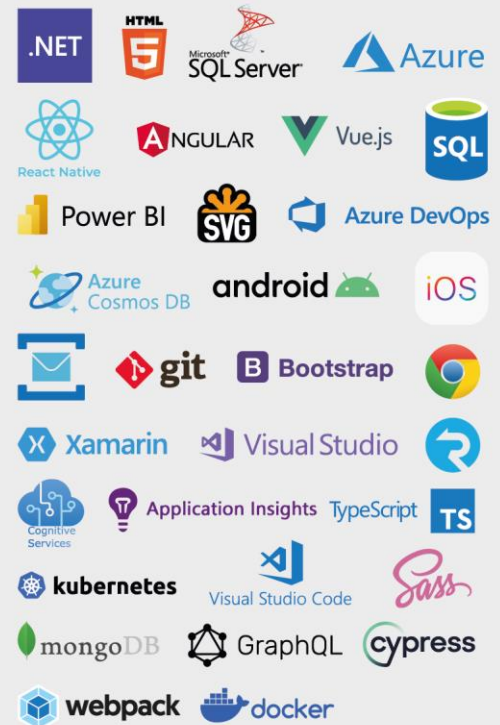 .NET
HTML
5
Microsoft®
SQL Server®
Azure
React Native
ANGULAR
Vue.js
SQL
Power BI
SVG
Azure DevOps
Azure
Cosmos DB
android
iOS
git
B Bootstrap
Xamarin
Visual Studio
Cognitive
Services
Application Insights
TypeScript
TS
kubernetes
Visual Studio Code
Sass
mongoDB
GraphQL
cypress
webpack
docker